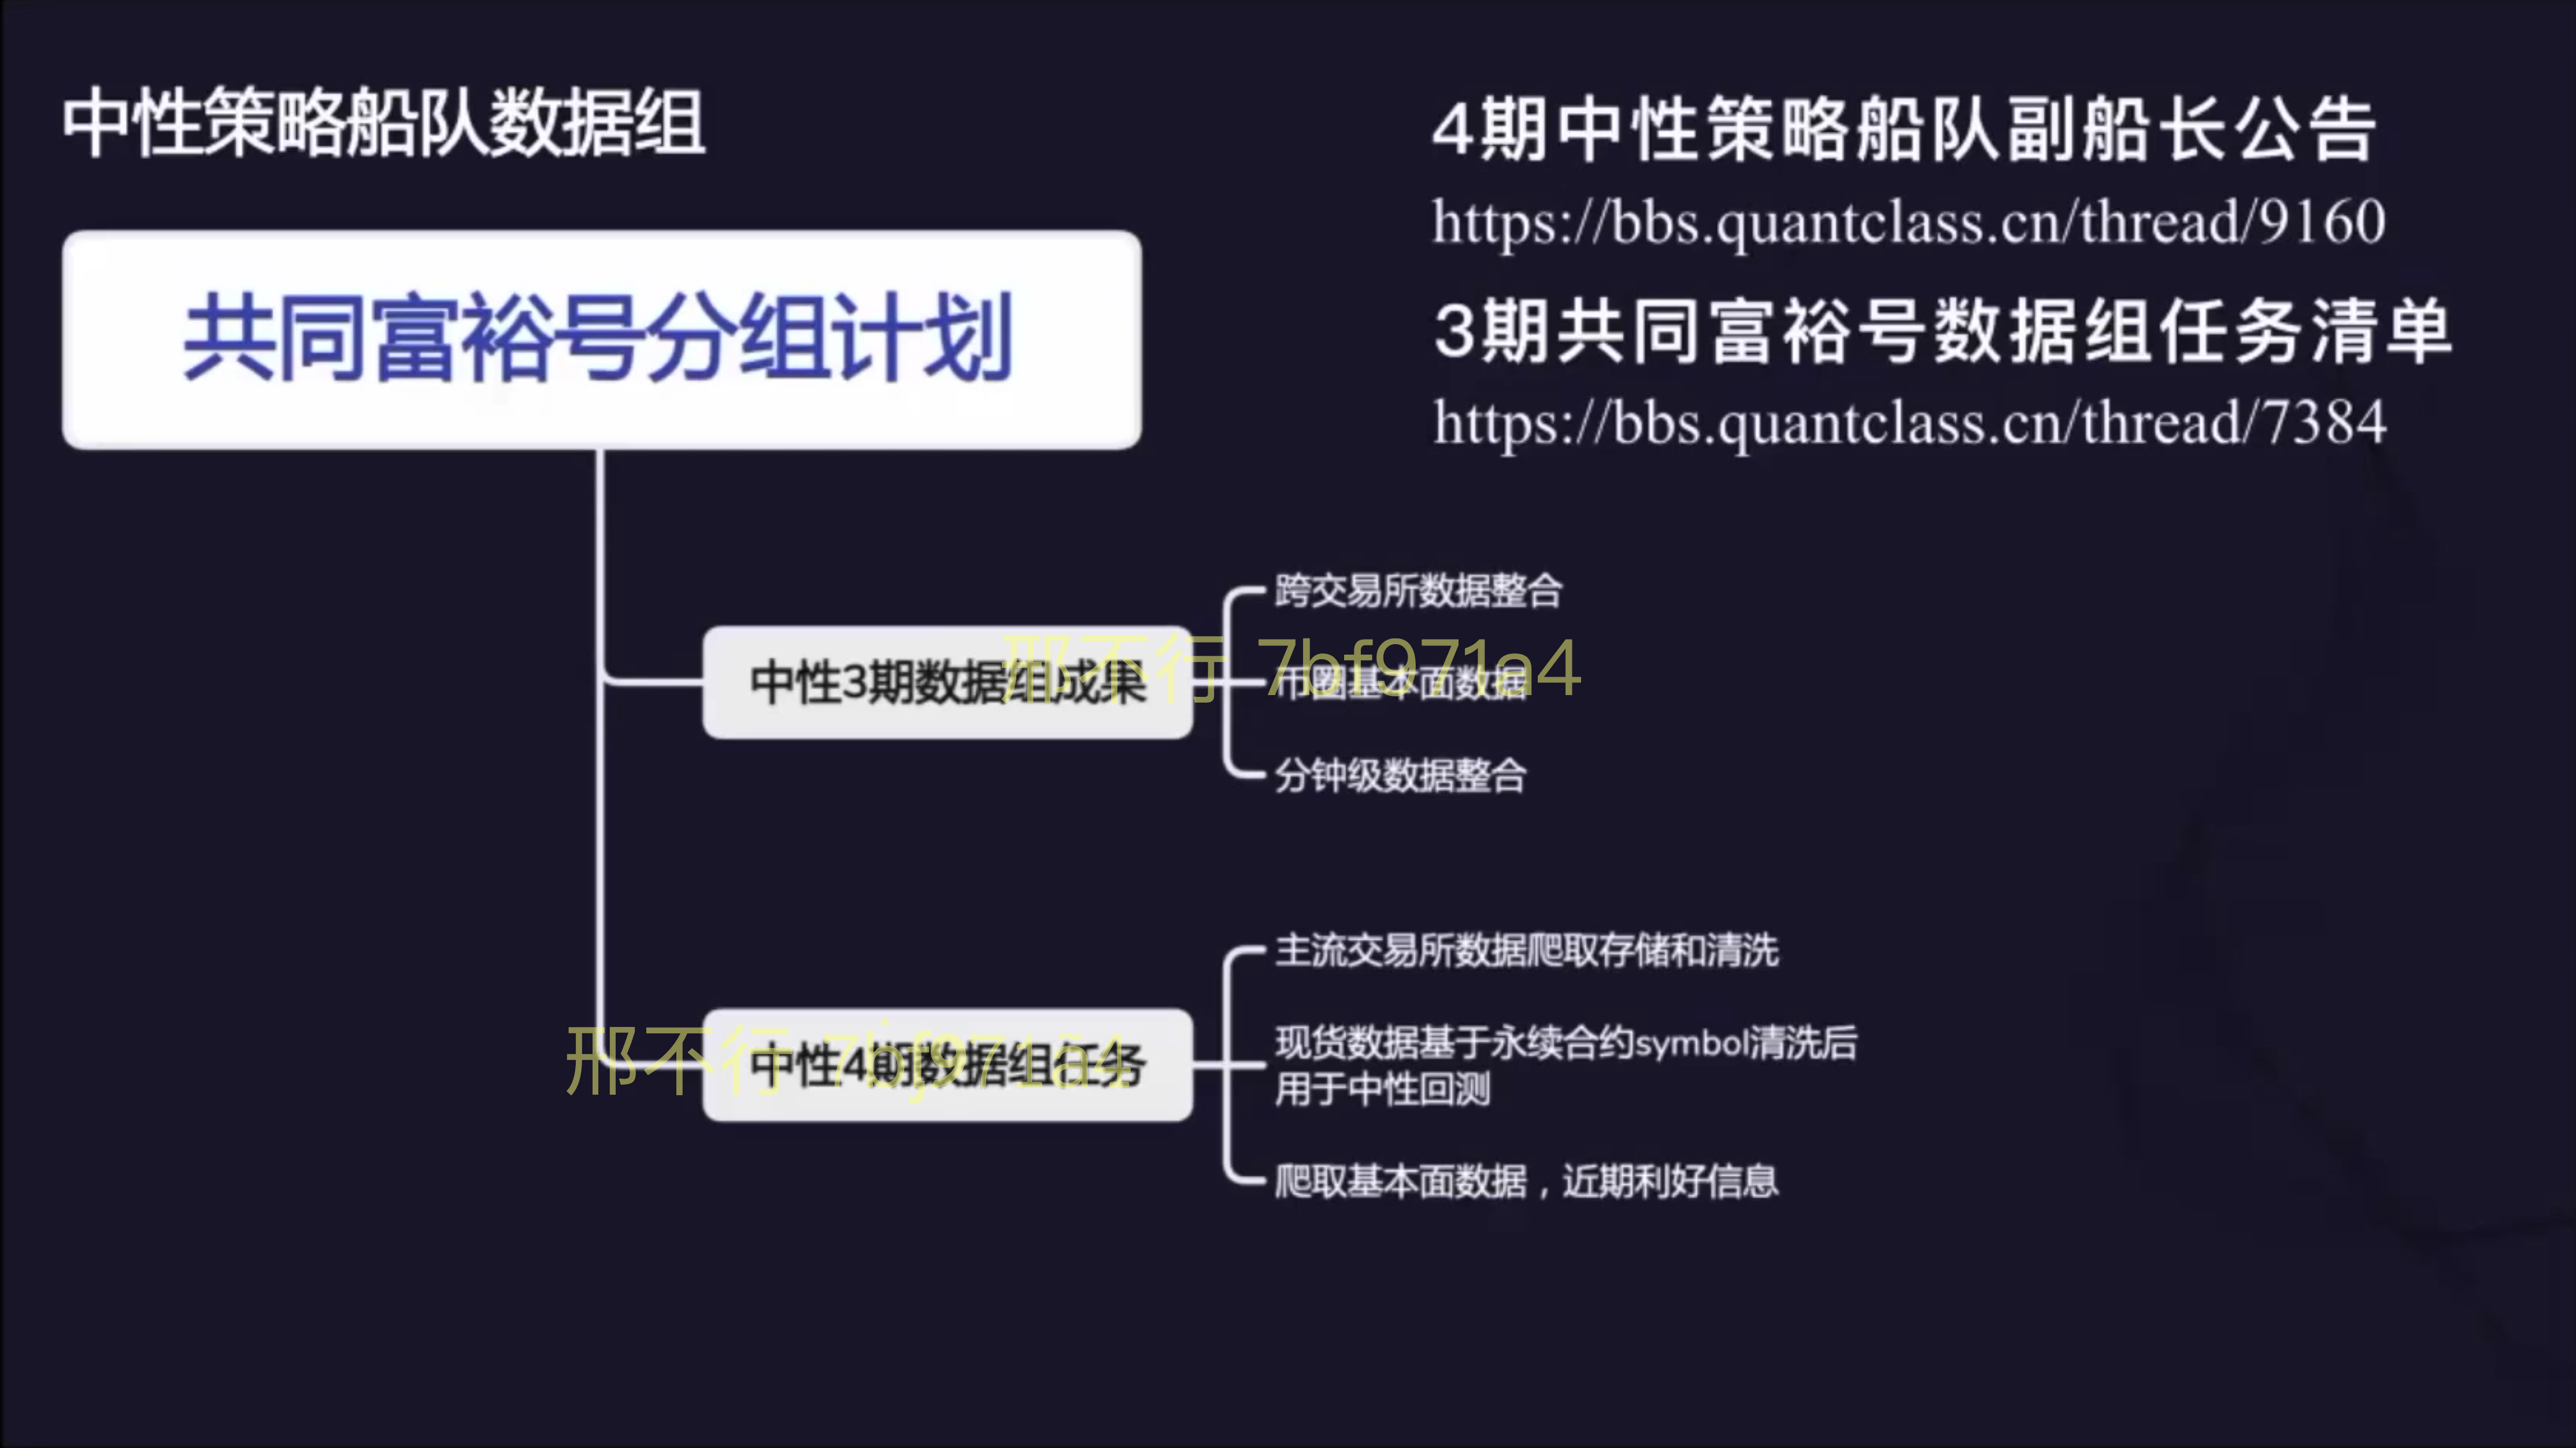 中性策略船队数据组
共同富裕号分组计划
4期中性策略船队副船长公告
https://bbs.quantclass.cn/thread/9160
3期共同富裕号数据组任务清单
https://bbs.quantclass.cn/thread/7384
中性3期数据组成果
跨交易所数据整合
币圈基本面数据
分钟级数据整合
邢不行 7bf971a4
中性4期数据组任务
主流交易所数据爬取存储和清洗
现货数据基于永续合约symbol清洗后
用于中性回测
爬取基本面数据，近期利好信息
邢不行 7bf971a4